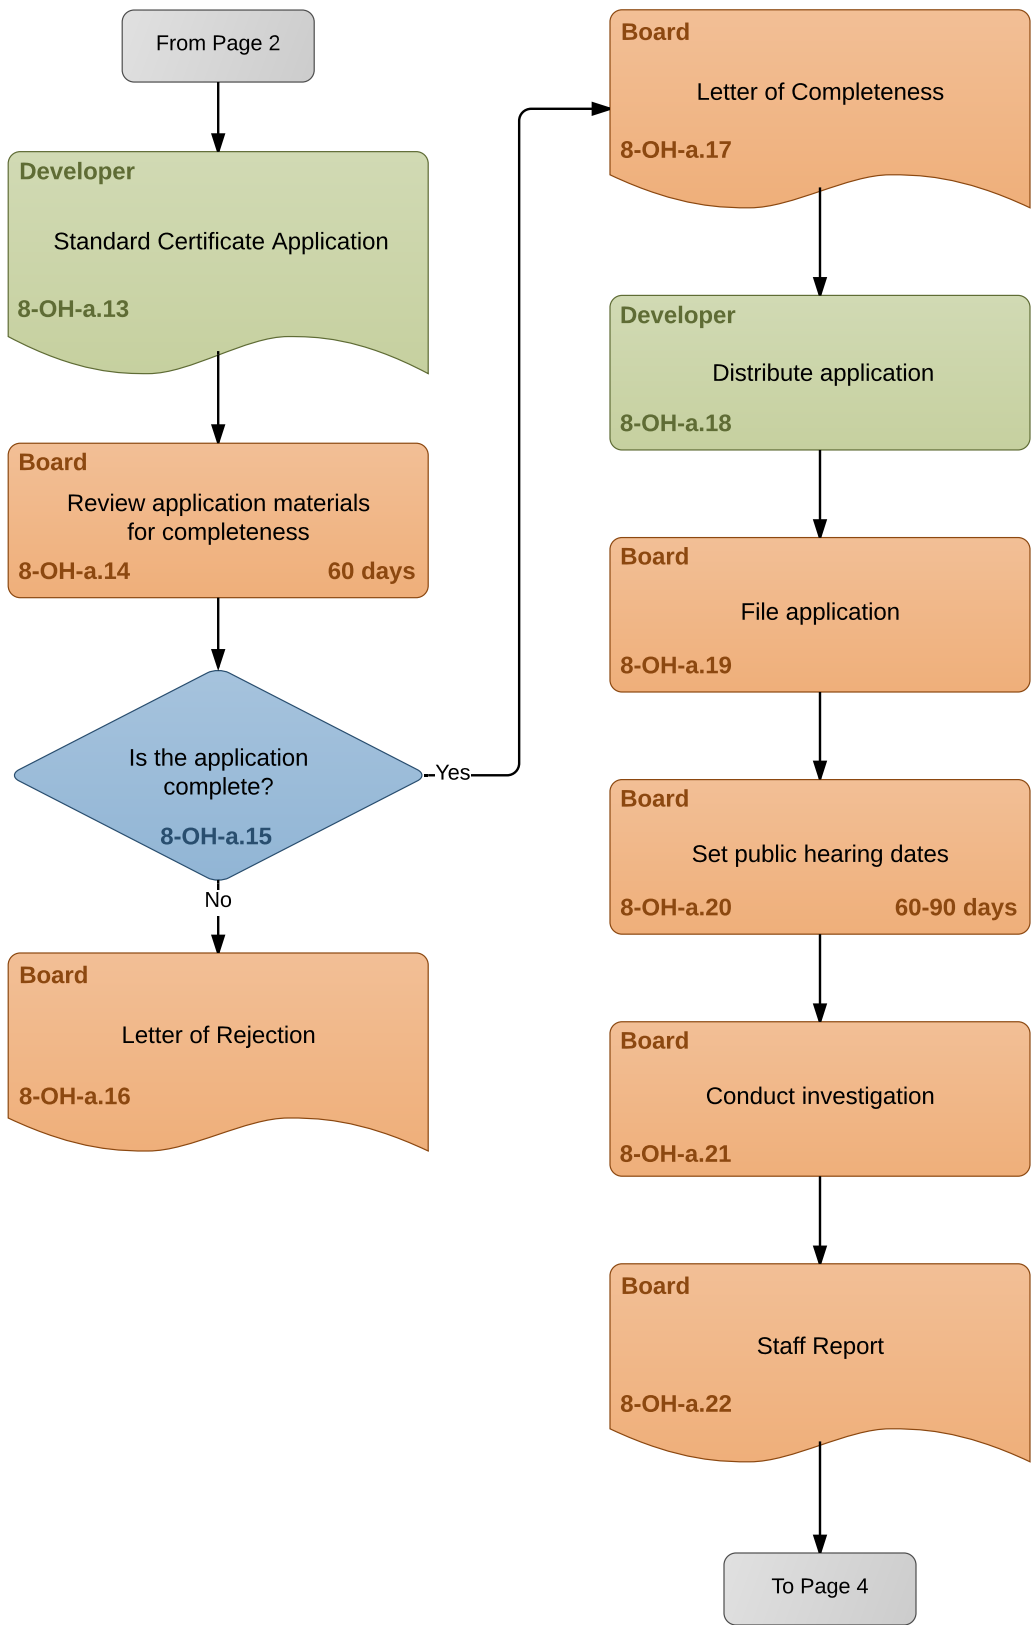 From Page 2
Developer
Standard Certificate Application
8-OH-a.13
Board
Review application materials
for completeness
8-OH-a.14 60 days
Is the application
complete?
8-OH-a.15
Yes
No
Board
Letter of Rejection
8-OH-a.16
Board
Letter of Completeness
8-OH-a.17
Developer
Distribute application
8-OH-a.18
Board
File application
8-OH-a.19
Board
Set public hearing dates
8-OH-a.20 60-90 days
Board
Conduct investigation
8-OH-a.21
Board
Staff Report
8-OH-a.22
To Page 4